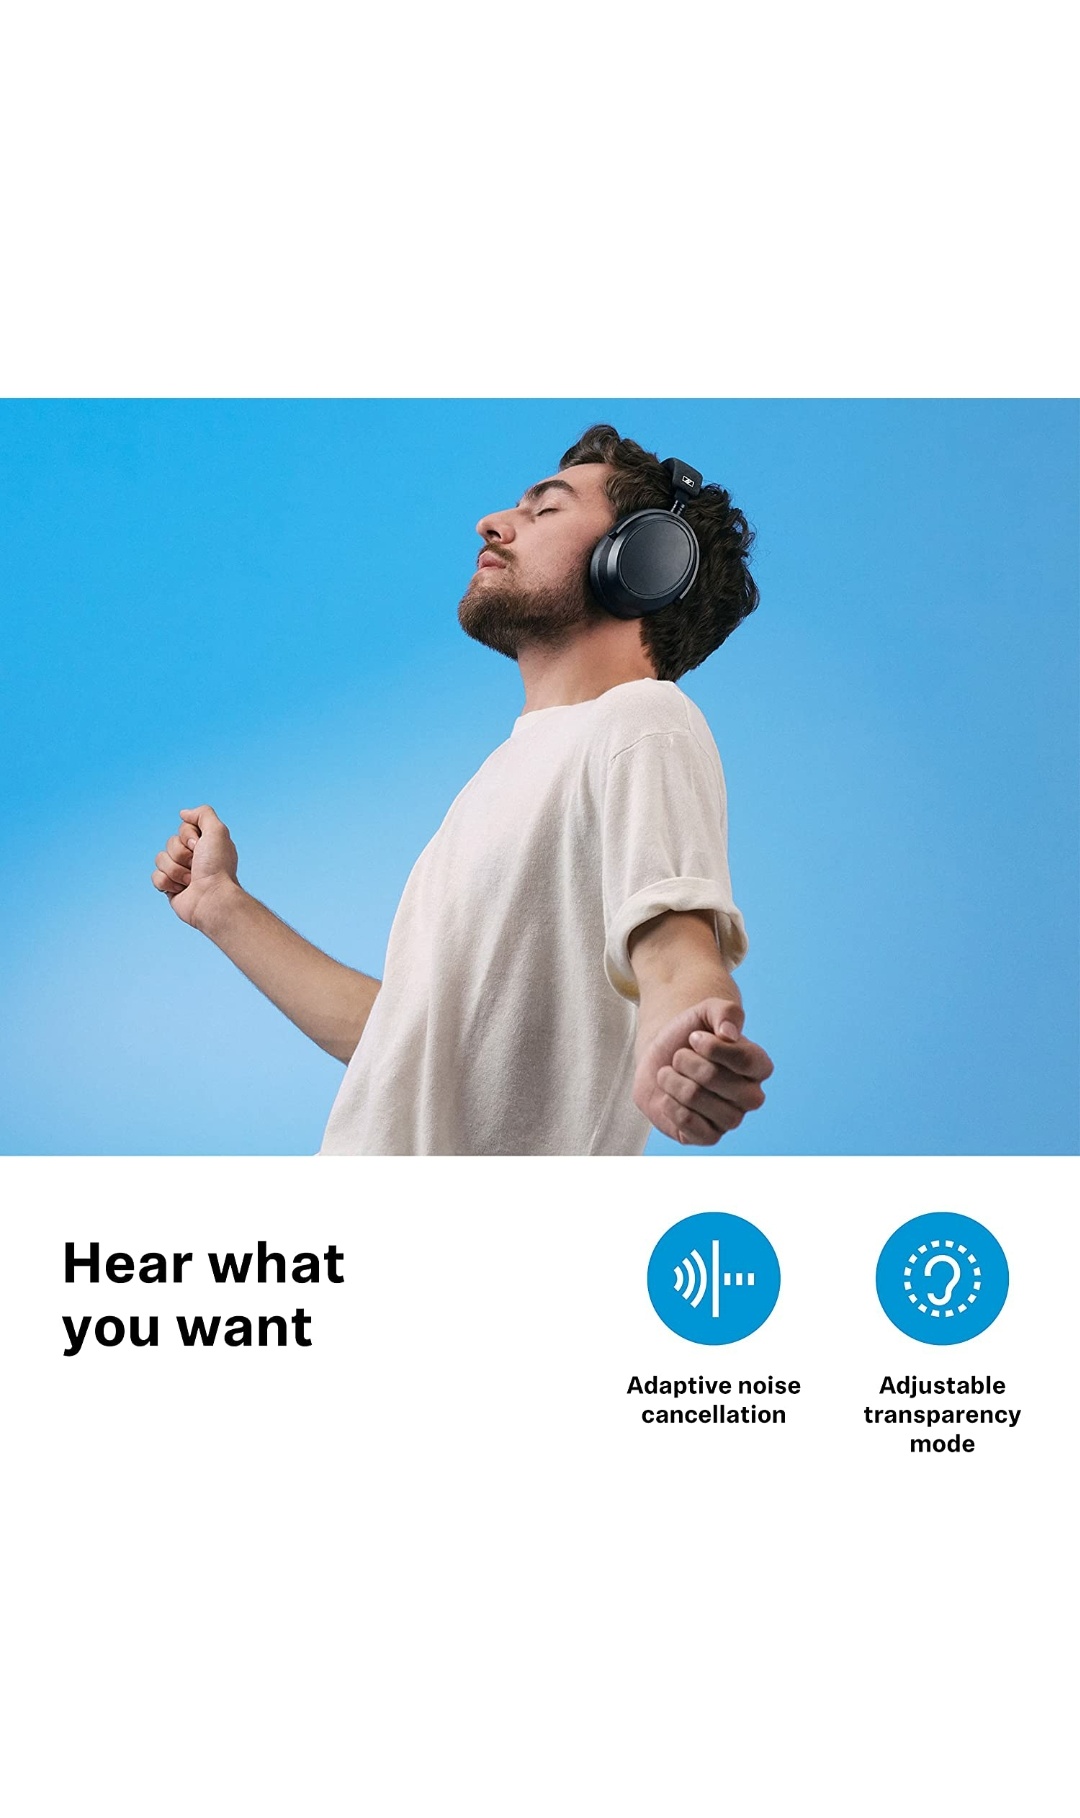 Hear what
you want
Adaptive noise
cancellation
Adjustable
transparency
mode